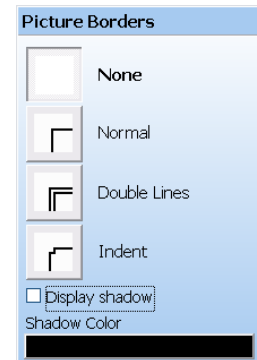 Picture Borders
None
Normal
Double Lines
Indent
Display shadow
Shadow Color